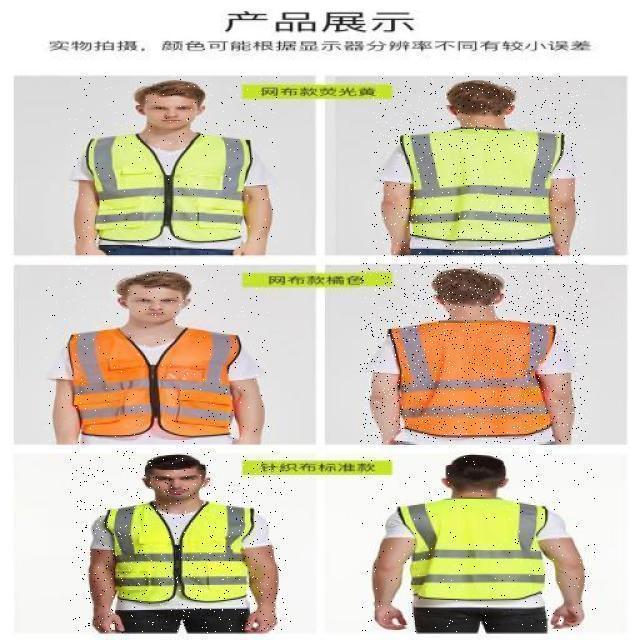 产品展示
实物拍摄，颜色可能根据显示器分辨率不同有较小误差
网布款荧光黄
网布款橘色
针织布标准款